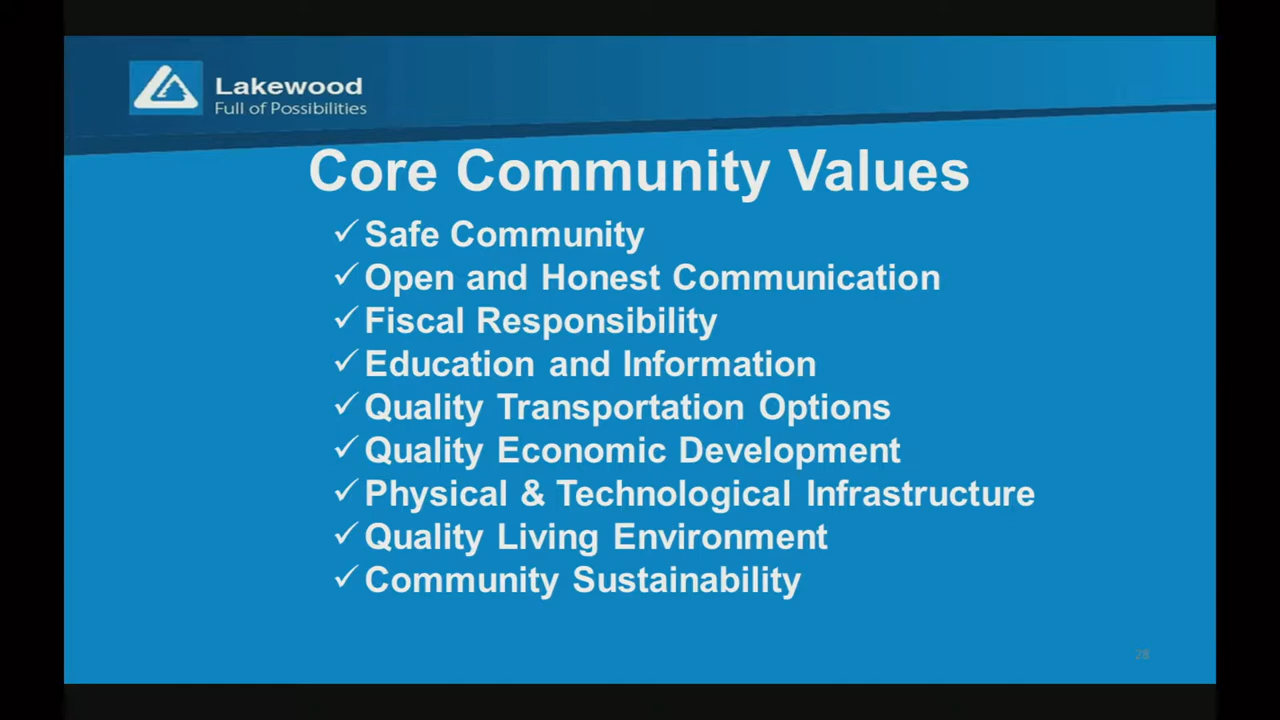 Lakewood
Full of Possibilities
Core Community Values
✓ Safe Community
✓ Open and Honest Communication
✓ Fiscal Responsibility
✓ Education and Information
✓ Quality Transportation Options
✓ Quality Economic Development
✓ Physical & Technological Infrastructure
✓ Quality Living Environment
✓ Community Sustainability
28